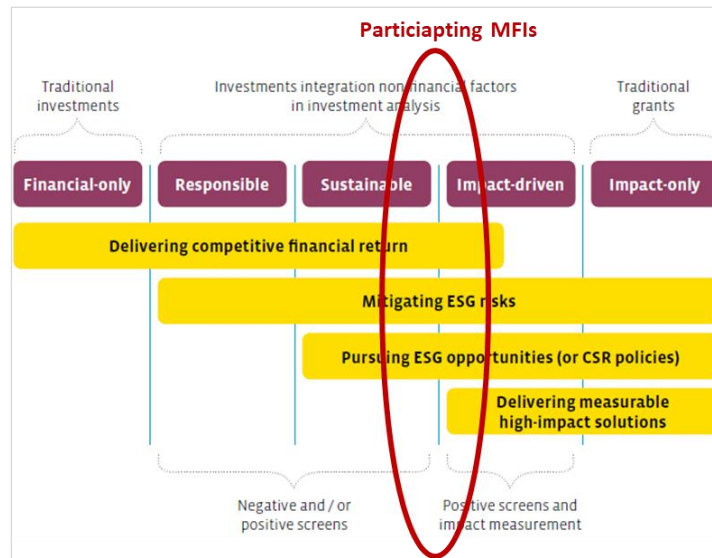 Particiapting MFIs
Traditional
investments
Investments integration non-financial factors
in investment analysis
Traditional
grants
Financial-only
Responsible
Sustainable
Impact-driven
Impact-only
Delivering competitive financial return
Mitigating ESG risks
Pursuing ESG opportunities (or CSR policies)
Delivering measurable
high-impact solutions
Negative and / or
positive screens
Positive screens and
impact measurement